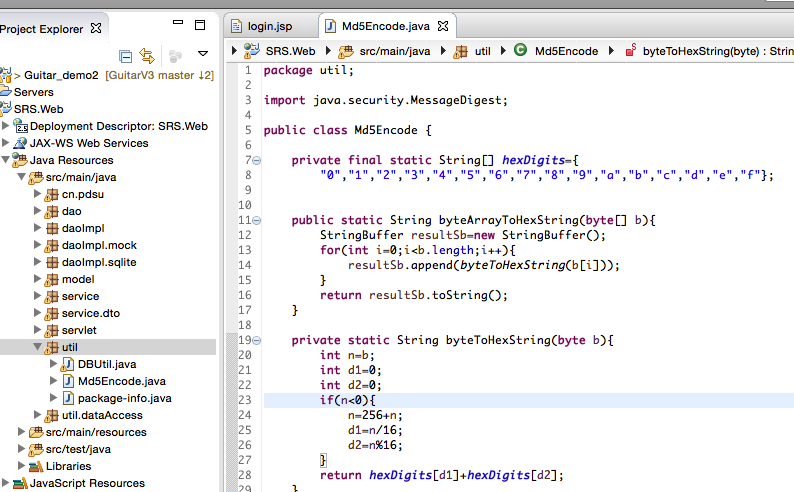 Project Explorer
> Guitar_demo2 [GuitarV3 master ↓2]
Servers
SRS.Web
Deployment Descriptor: SRS.Web
JAX-WS Web Services
Java Resources
src/main/java
cn.pdsu
dao
daoImpl
daoImpl.mock
daoImpl.sqlite
model
service
service.dto
servlet
util
DBUtil.java
Md5Encode.java
package-info.java
util.dataAccess
src/main/resources
src/test/java
Libraries
JavaScript Resources
login.jsp Md5Encode.java
SRS.Web src/main/java util Md5Encode byteToHexString(byte) : Strin
1 package util;
2
3 import java.security.MessageDigest;
4
5 public class Md5Encode {
6
7 private final static String[] hexDigits={
8 "0","1","2","3","4","5","6","7","8","9","a","b","c","d","e","f"};
9
10
11 public static String byteArrayToHexString(byte[] b){
12 StringBuffer resultSb=new StringBuffer();
13 for(int i=0;i<b.length;i++){
14 resultSb.append(byteToHexString(b[i]));
15 }
16 return resultSb.toString();
17 }
18
19 private static String byteToHexString(byte b){
20 int n=b;
21 int d1=0;
22 int d2=0;
23 if(n<0){
24 n=256+n;
25 d1=n/16;
26 d2=n%16;
27 }
28 return hexDigits[d1]+hexDigits[d2];
29 }